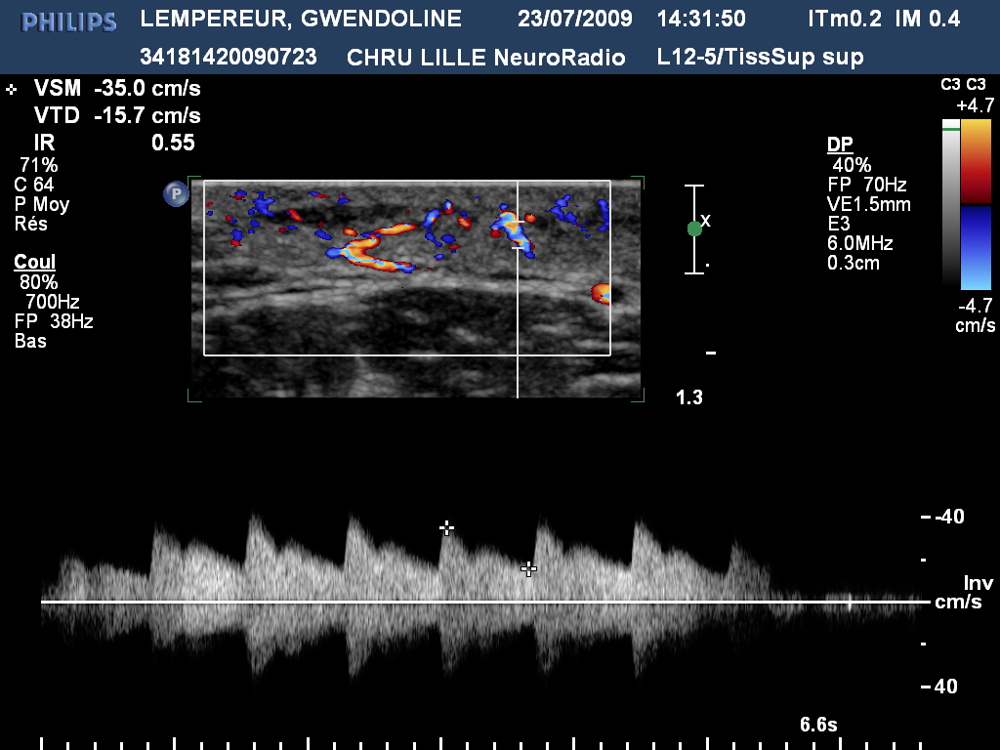 PHILIPS LEMPEREUR, GWENDOLINE 23/07/2009 14:31:50 ITm0.2 IM 0.4
34181420090723 CHRU LILLE NeuroRadio L12-5/TissSup sup
VSM -35.0 cm/s
VTD -15.7 cm/s
IR 0.55
71%
C 64
P Moy
Rés
Coul
80%
700Hz
FP 38Hz
Bas
P
X
1.3
C3 C3
+4.7
-4.7
cm/s
DP
40%
FP 70Hz
VE1.5mm
E3
6.0MHz
0.3cm
-40
Inv
cm/s
40
6.6s